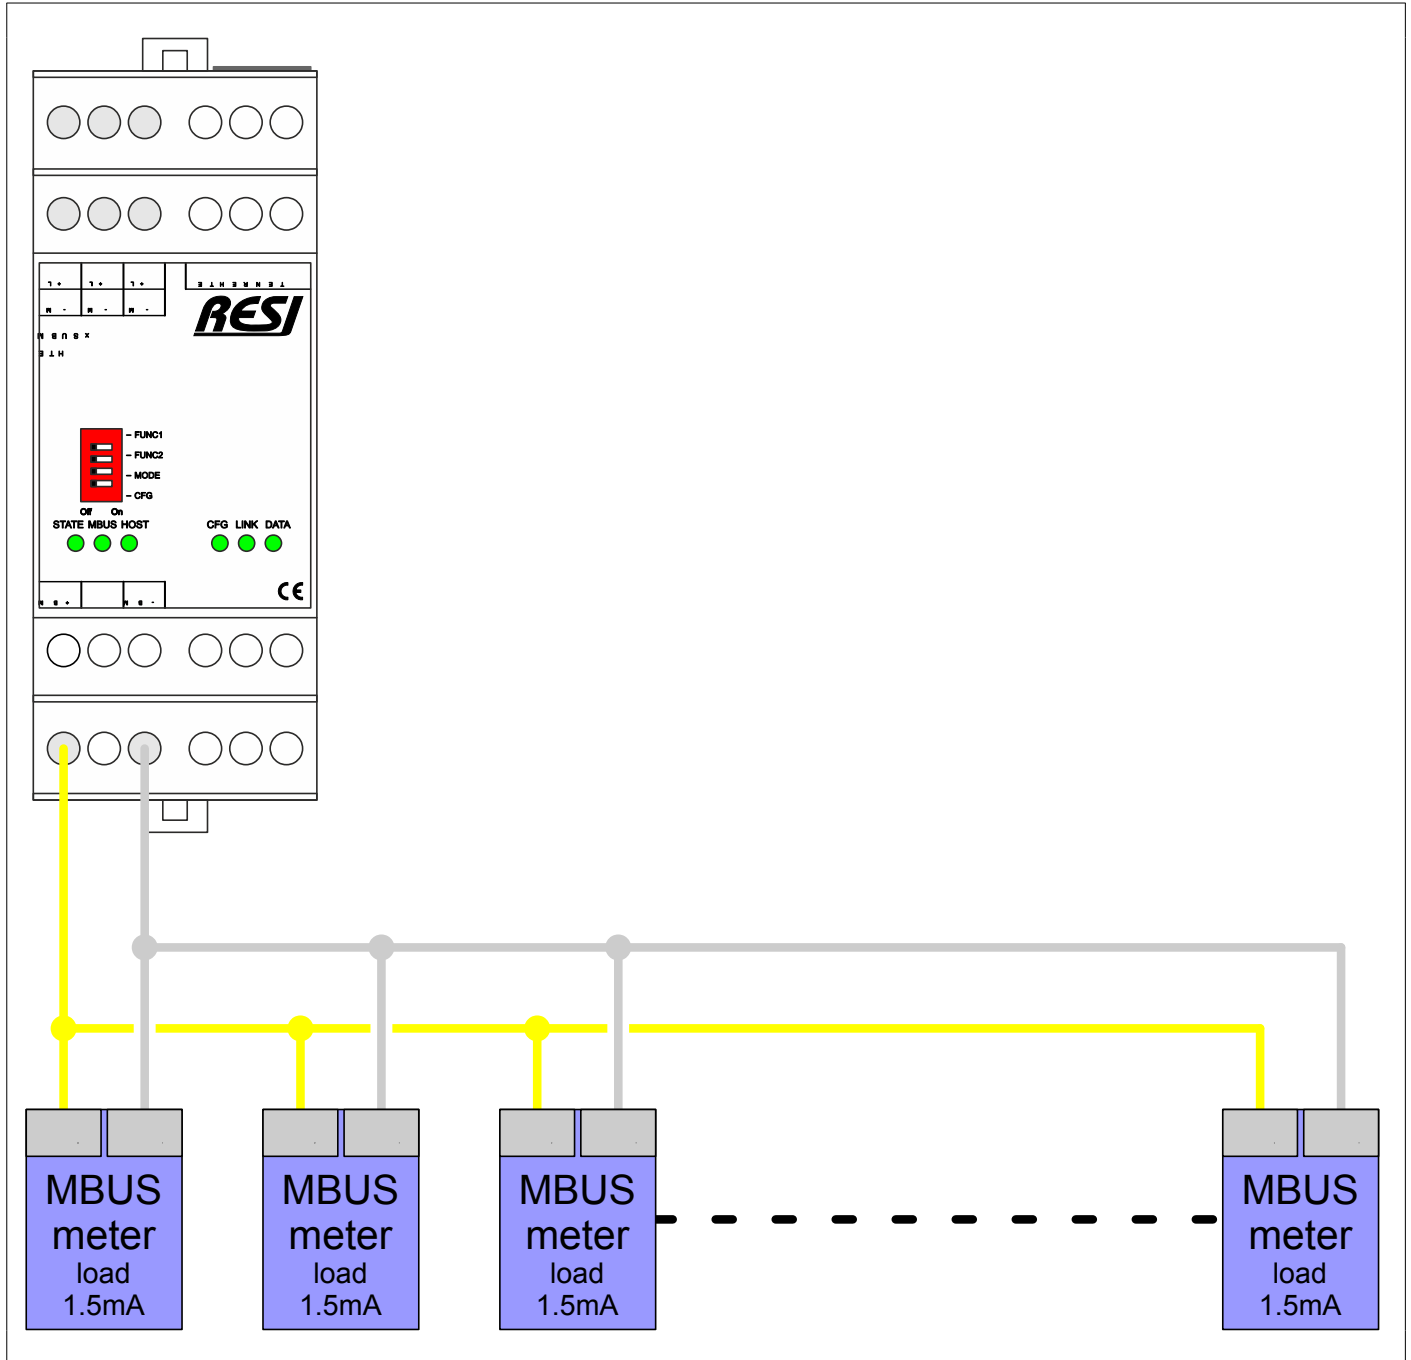 L + L + L +
T E N R E H T E
M - M - M -
RESI
x S U B M
H T E
– FUNC1
– FUNC2
– MODE
– CFG
Off On
STATE MBUS HOST
CFG LINK DATA
CE
+ B M - B M
MBUS
meter
load
1.5mA
MBUS
meter
load
1.5mA
MBUS
meter
load
1.5mA
MBUS
meter
load
1.5mA